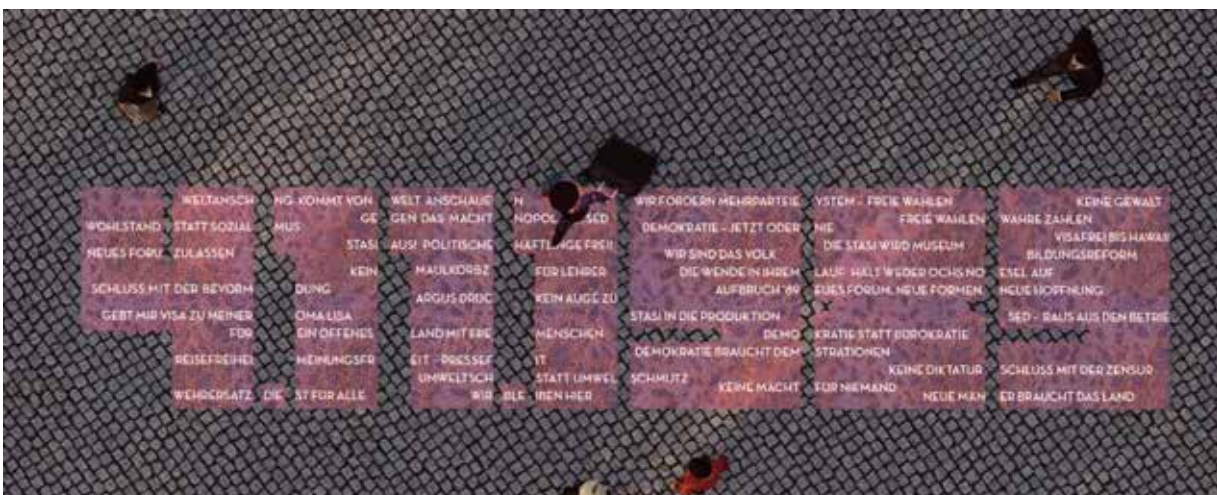 WELTANSCH NG KOMMT VON WELT ANSCHAUE N WIR FORDERN MEHRPARTEIE YSTEM - FREIE WAHLEN KEINE GEWALT
WOHLSTAND STATT SOZIAL MUS GE GEN DAS MACHT NOPOL SED DEMOKRATIE - JETZT ODER NIE FREIE WAHLEN WAHRE ZAHLEN
VISAFREI BIS HAWAII
NEUES FORU ZULASSEN STASI AUS! POLITISCHE HÄFTLINGE FREI! WIR SIND DAS VOLK DIE STASI WIRD MUSEUM BILDUNGSREFORM
KEIN MAULKORBZ FÜR LEHRER DIE WENDE IN IHREM LAUF HÄLT WEDER OCHS NO ESEL AUF
SCHLUSS MIT DER BEVORM DUNG ARGUS DRÜC KEIN AUGE ZU AUFBRUCH '89 EUES FORUM. NEUE FORMEN. NEUE HOFFNUNG
GEBT MIR VISA ZU MEINER OMA LISA STASI IN DIE PRODUKTION SED - RAUS AUS DEN BETRIE
FÜR EIN OFFENES LAND MIT FRE MENSCHEN DEMO KRATIE STATT BÜROKRATIE
REISEFREIHEI MEINUNGSFR EIT - PRESSEF IT DEMOKRATIE BRAUCHT DEM STRATIONEN
UMWELTSCH STATT UMWEL SCHMUTZ KEINE DIKTATUR SCHLUSS MIT DER ZENSUR
WEHRERSATZ DIE ST FÜR ALLE WIR BLE IBEN HIER KEINE MACHT FÜR NIEMAND NEUE MÄN ER BRAUCHT DAS LAND